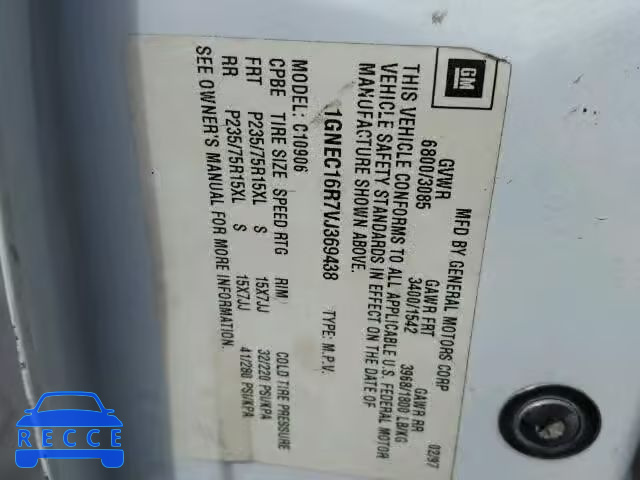 GM
MFD BY GENERAL MOTORS CORP 02/97
GVWR GAWR FRT GAWR RR
6800/3085 3400/1542 3968/1800 LB/KG
THIS VEHICLE CONFORMS TO ALL APPLICABLE U.S. FEDERAL MOTOR
VEHICLE SAFETY STANDARDS IN EFFECT ON THE DATE OF
MANUFACTURE SHOWN ABOVE.
1GNEC16R7VJ369438 TYPE: M.P.V.
MODEL: C10906
CPBE TIRE SIZE SPEED RTG RIM COLD TIRE PRESSURE
FRT P235/75R15XL S 15X7JJ 32/220 PSI/KPA
RR P235/75R15XL S 15X7JJ 41/280 PSI/KPA
SEE OWNER'S MANUAL FOR MORE INFORMATION.
RECCE